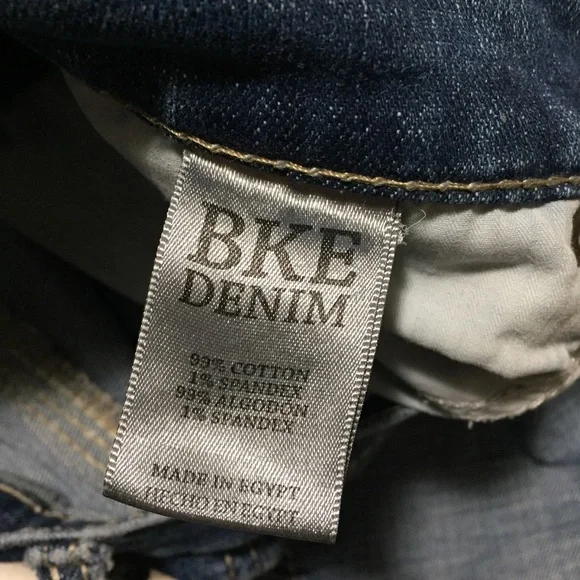 BKE
DENIM
99% COTTON
1% SPANDEX
99% ALGODON
1% SPANDEX
MADE IN EGYPT
HECHO EN EGYPT